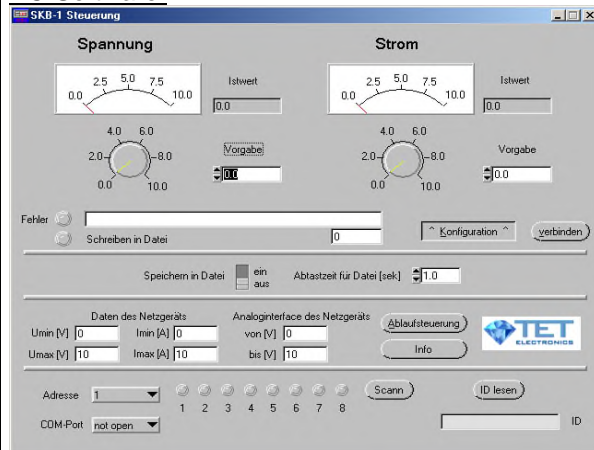 SKB-1 Steuerung
Spannung
Strom
0.0 2.5 5.0 7.5 10.0
Istwert
0.0
0.0 2.5 5.0 7.5 10.0
Istwert
0.0
0.0 2.0 4.0 6.0 8.0 10.0
Vorgabe
0.0
0.0 2.0 4.0 6.0 8.0 10.0
Vorgabe
0.0
Fehler
Schreiben in Datei
0
^ Konfiguration ^
verbinden
Speichern in Datei
ein
aus
Abtastzeit für Datei [sek]
1.0
Daten des Netzgeräts
Analoginterface des Netzgeräts
Umin [V] 0
Imin [A] 0
von [V] 0
Ablaufsteuerung
Umax [V] 10
Imax [A] 10
bis [V] 10
Info
TET
ELECTRONICS
Adresse 1
1 2 3 4 5 6 7 8
Scann
ID lesen
COM-Port not open
ID